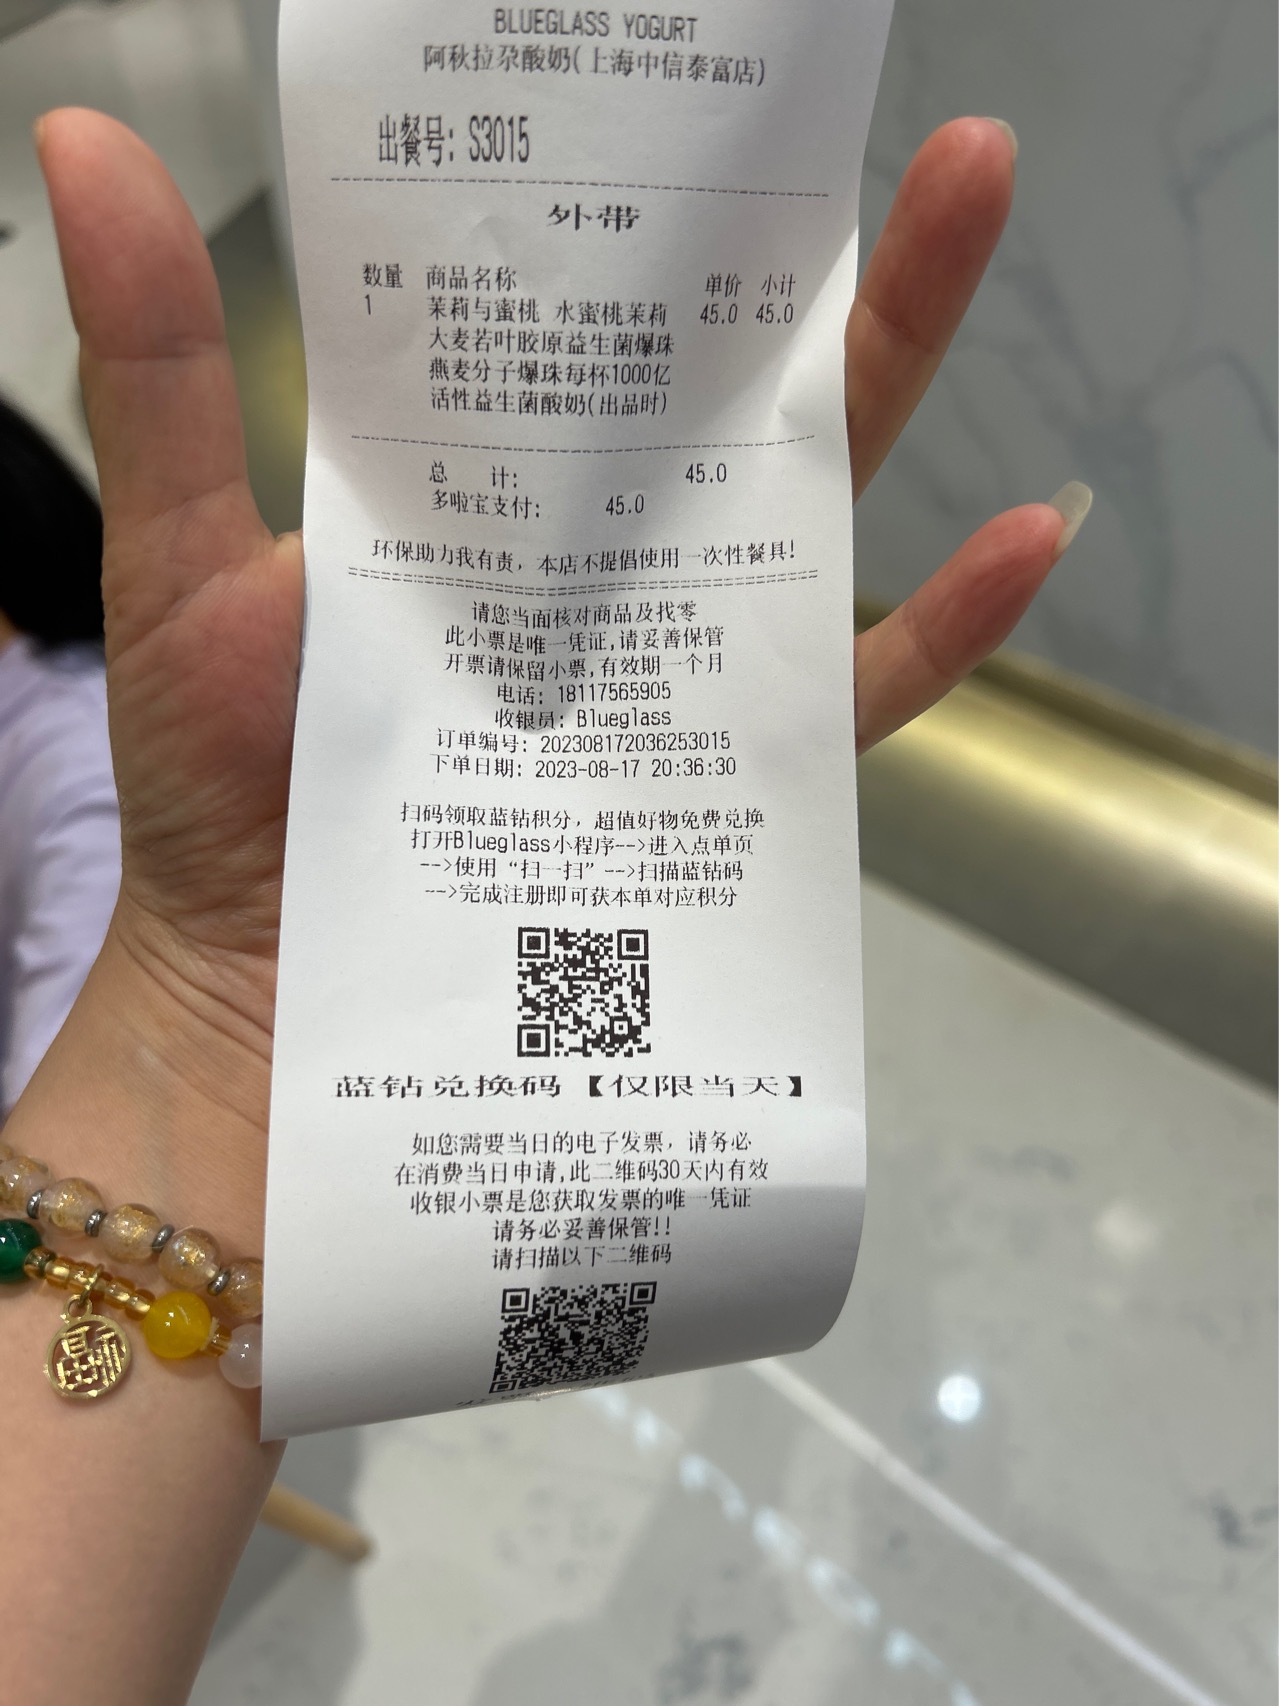 BLUEGLASS YOGURT
阿秋拉尕酸奶(上海中信泰富店)
出餐号: S3015
外带
数量 商品名称 单价 小计
1 茉莉与蜜桃 水蜜桃茉莉 45.0 45.0
大麦若叶胶原益生菌爆珠
燕麦分子爆珠每杯1000亿
活性益生菌酸奶(出品时)
总 计: 45.0
多啦宝支付: 45.0
环保助力我有责，本店不提倡使用一次性餐具!
请您当面核对商品及找零
此小票是唯一凭证,请妥善保管
开票请保留小票,有效期一个月
电话: 18117565905
收银员: Blueglass
订单编号: 202308172036253015
下单日期: 2023-08-17 20:36:30
扫码领取蓝钻积分，超值好物免费兑换
打开Blueglass小程序-->进入点单页
-->使用“扫一扫”-->扫描蓝钻码
-->完成注册即可获本单对应积分
蓝钻兑换码【仅限当天】
如您需要当日的电子发票，请务必
在消费当日申请,此二维码30天内有效
收银小票是您获取发票的唯一凭证
请务必妥善保管!!
请扫描以下二维码